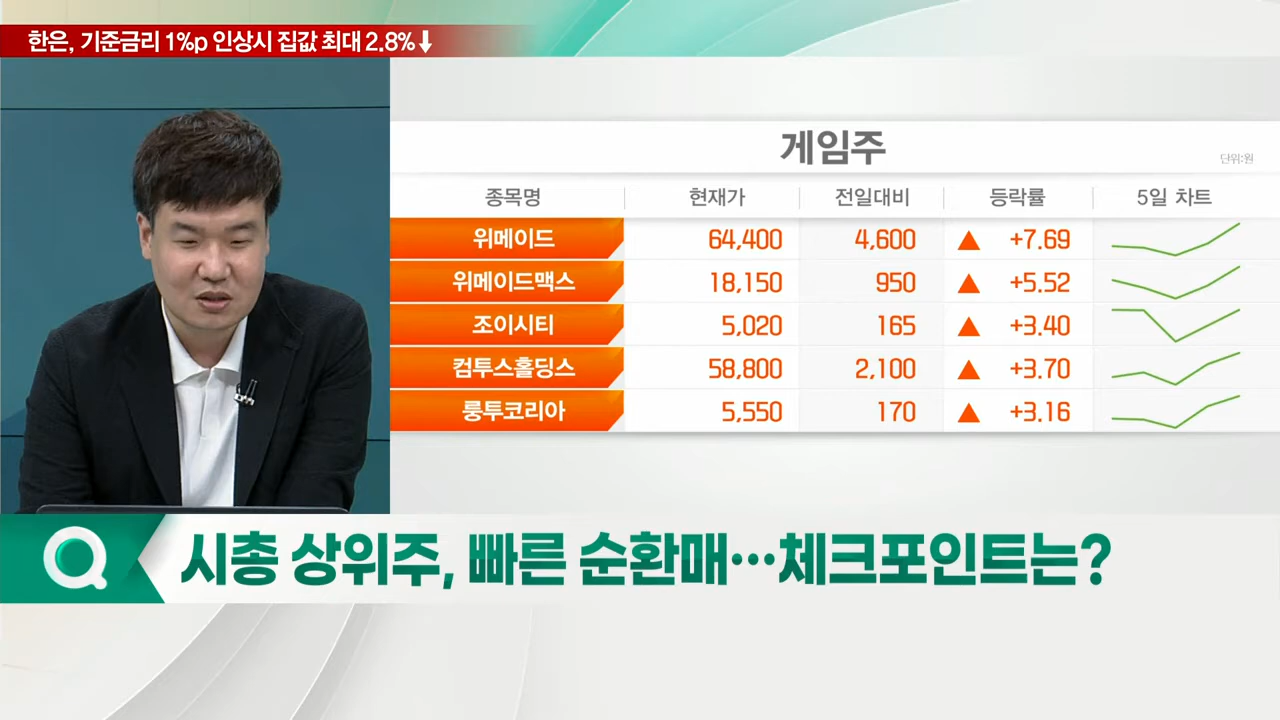 한은, 기준금리 1%p 인상시 집값 최대 2.8%⬇
게임주
단위:원
종목명 현재가 전일대비 등락률 5일 차트
위메이드 64,400 4,600 ▲ +7.69
위메이드맥스 18,150 950 ▲ +5.52
조이시티 5,020 165 ▲ +3.40
컴투스홀딩스 58,800 2,100 ▲ +3.70
룽투코리아 5,550 170 ▲ +3.16
시총 상위주, 빠른 순환매…체크포인트는?